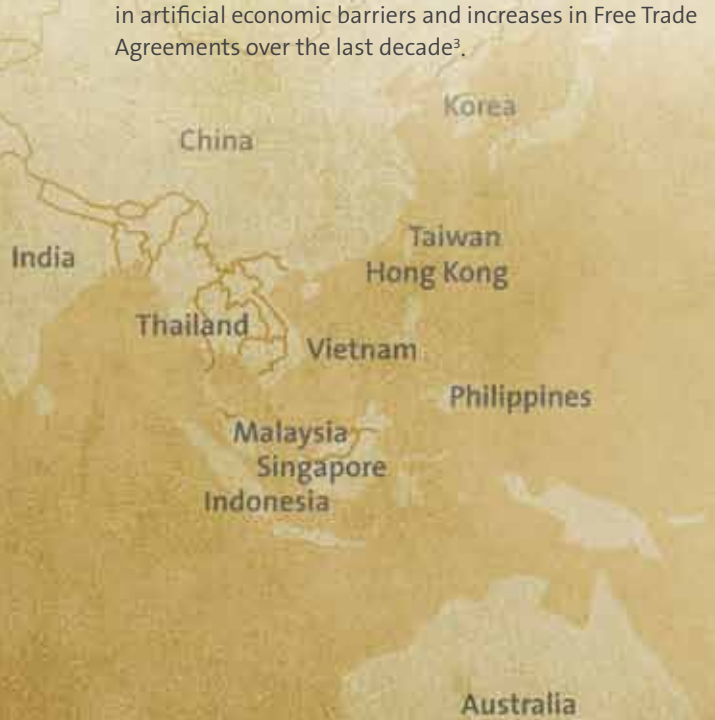 in artificial economic barriers and increases in Free Trade
Agreements over the last decade³.
Korea
China
Taiwan
India
Hong Kong
Thailand
Vietnam
Philippines
Malaysia
Singapore
Indonesia
Australia